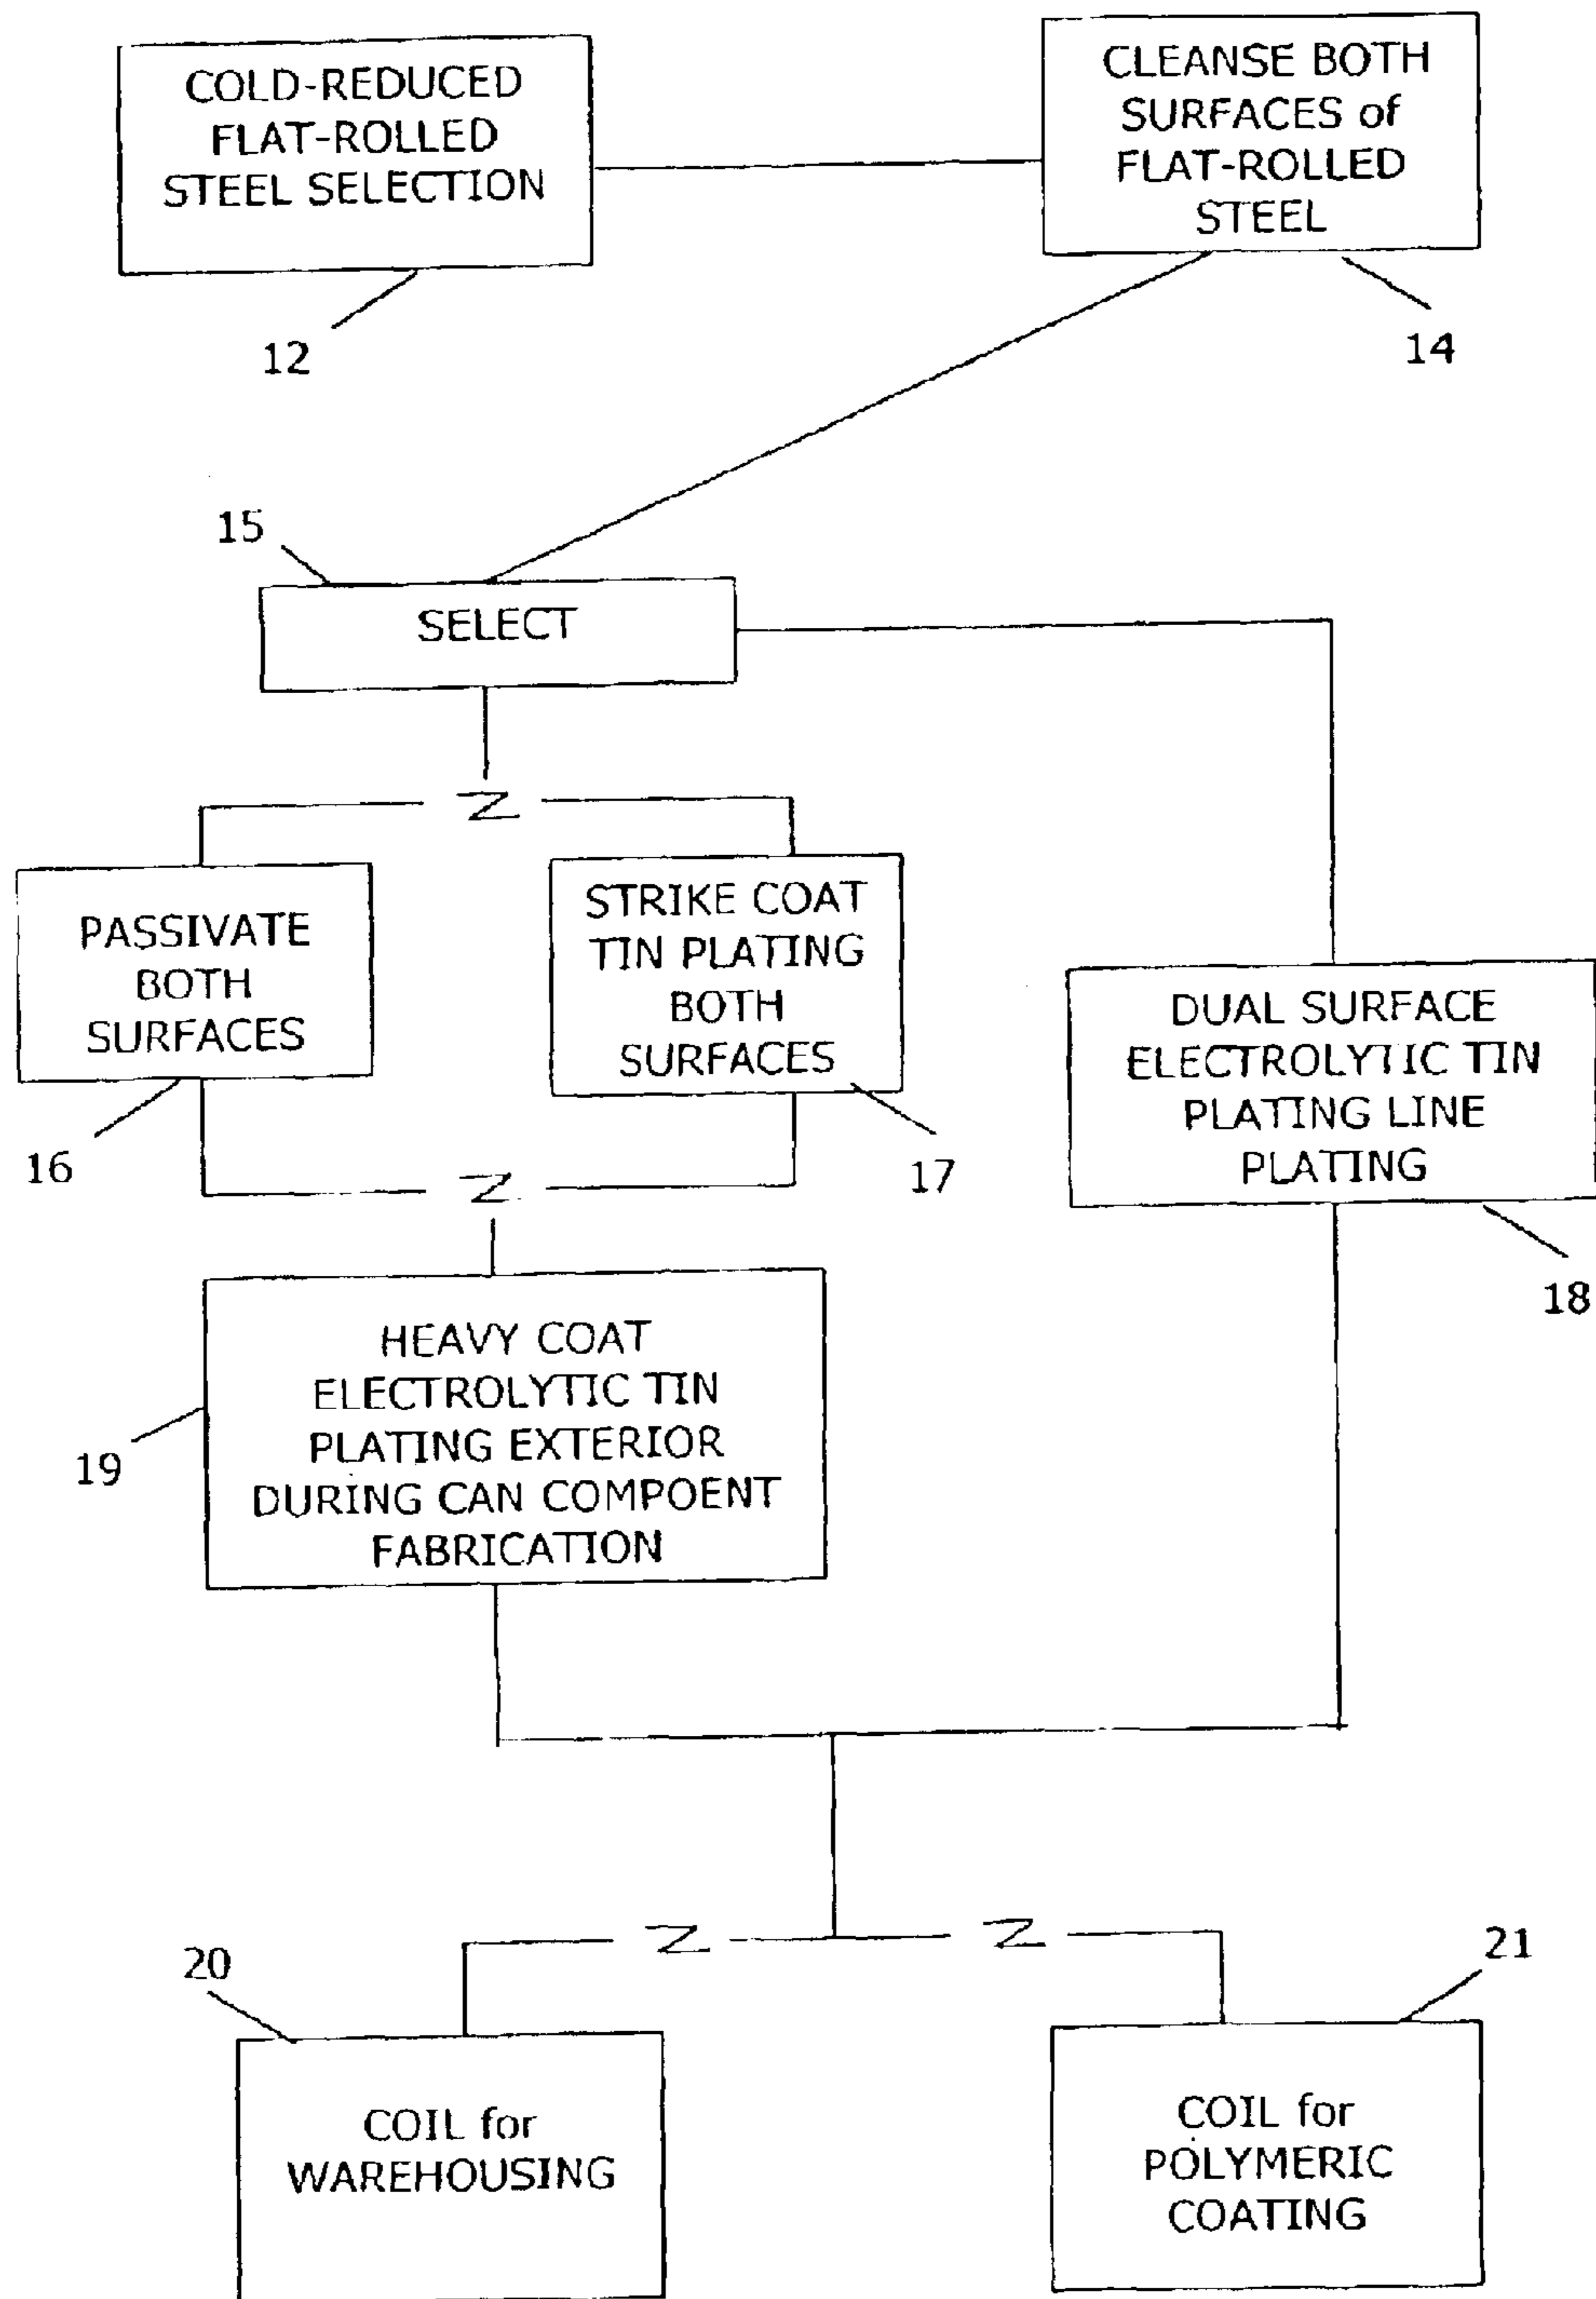 COLD-REDUCED
FLAT-ROLLED
STEEL SELECTION
12
CLEANSE BOTH
SURFACES of
FLAT-ROLLED
STEEL
14
15
SELECT
PASSIVATE
BOTH
SURFACES
16
STRIKE COAT
TIN PLATING
BOTH
SURFACES
17
DUAL SURFACE
ELECTROLYTIC TIN
PLATING LINE
PLATING
18
HEAVY COAT
ELECTROLYTIC TIN
PLATING EXTERIOR
DURING CAN COMPOENT
FABRICATION
19
20
COIL for
WAREHOUSING
21
COIL for
POLYMERIC
COATING